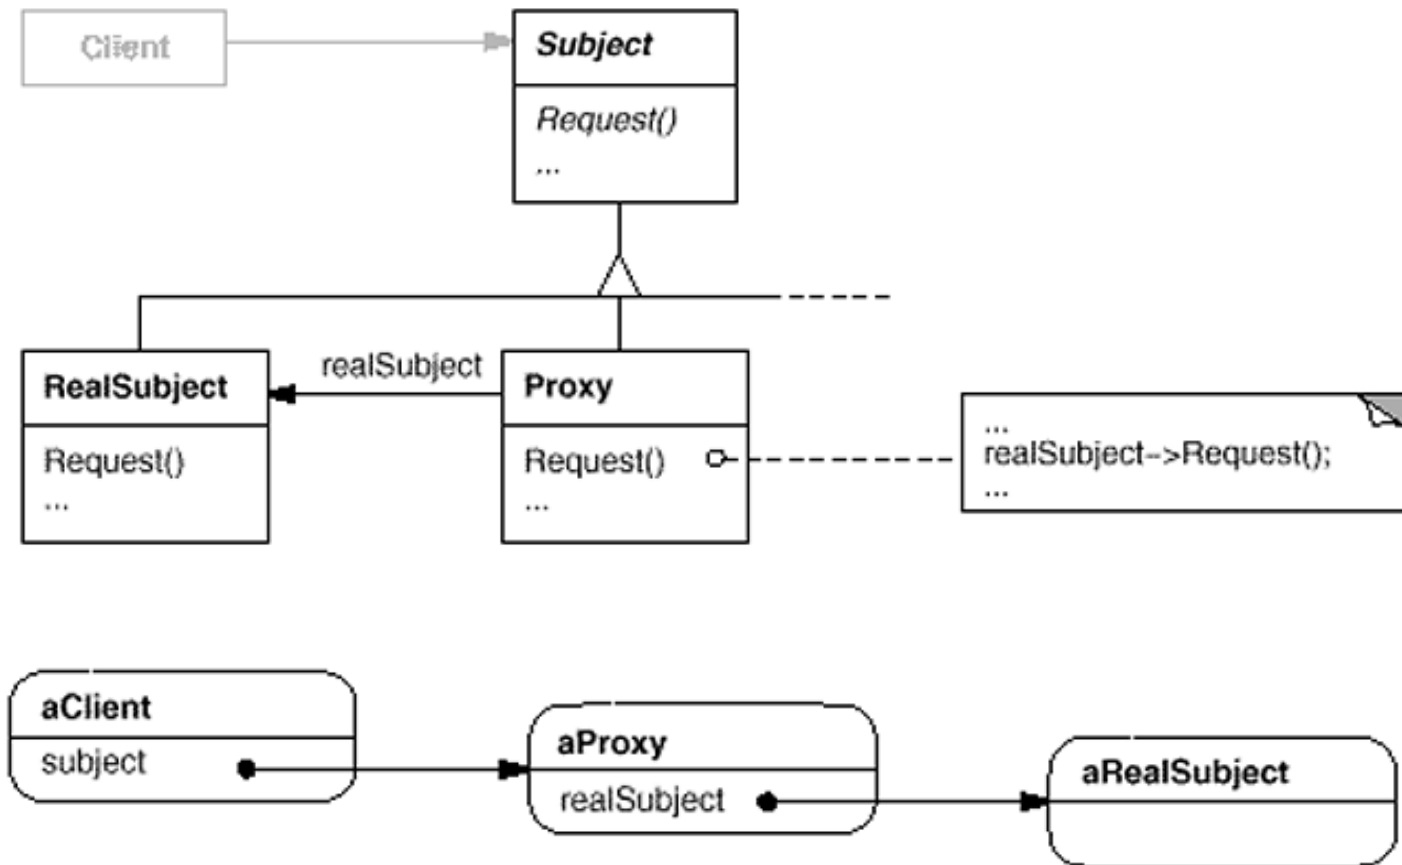 Client
Subject
Request()
...
realSubject
RealSubject
Request()
...
Proxy
Request()
...
...
realSubject->Request();
...
aClient
subject
aProxy
realSubject
aRealSubject